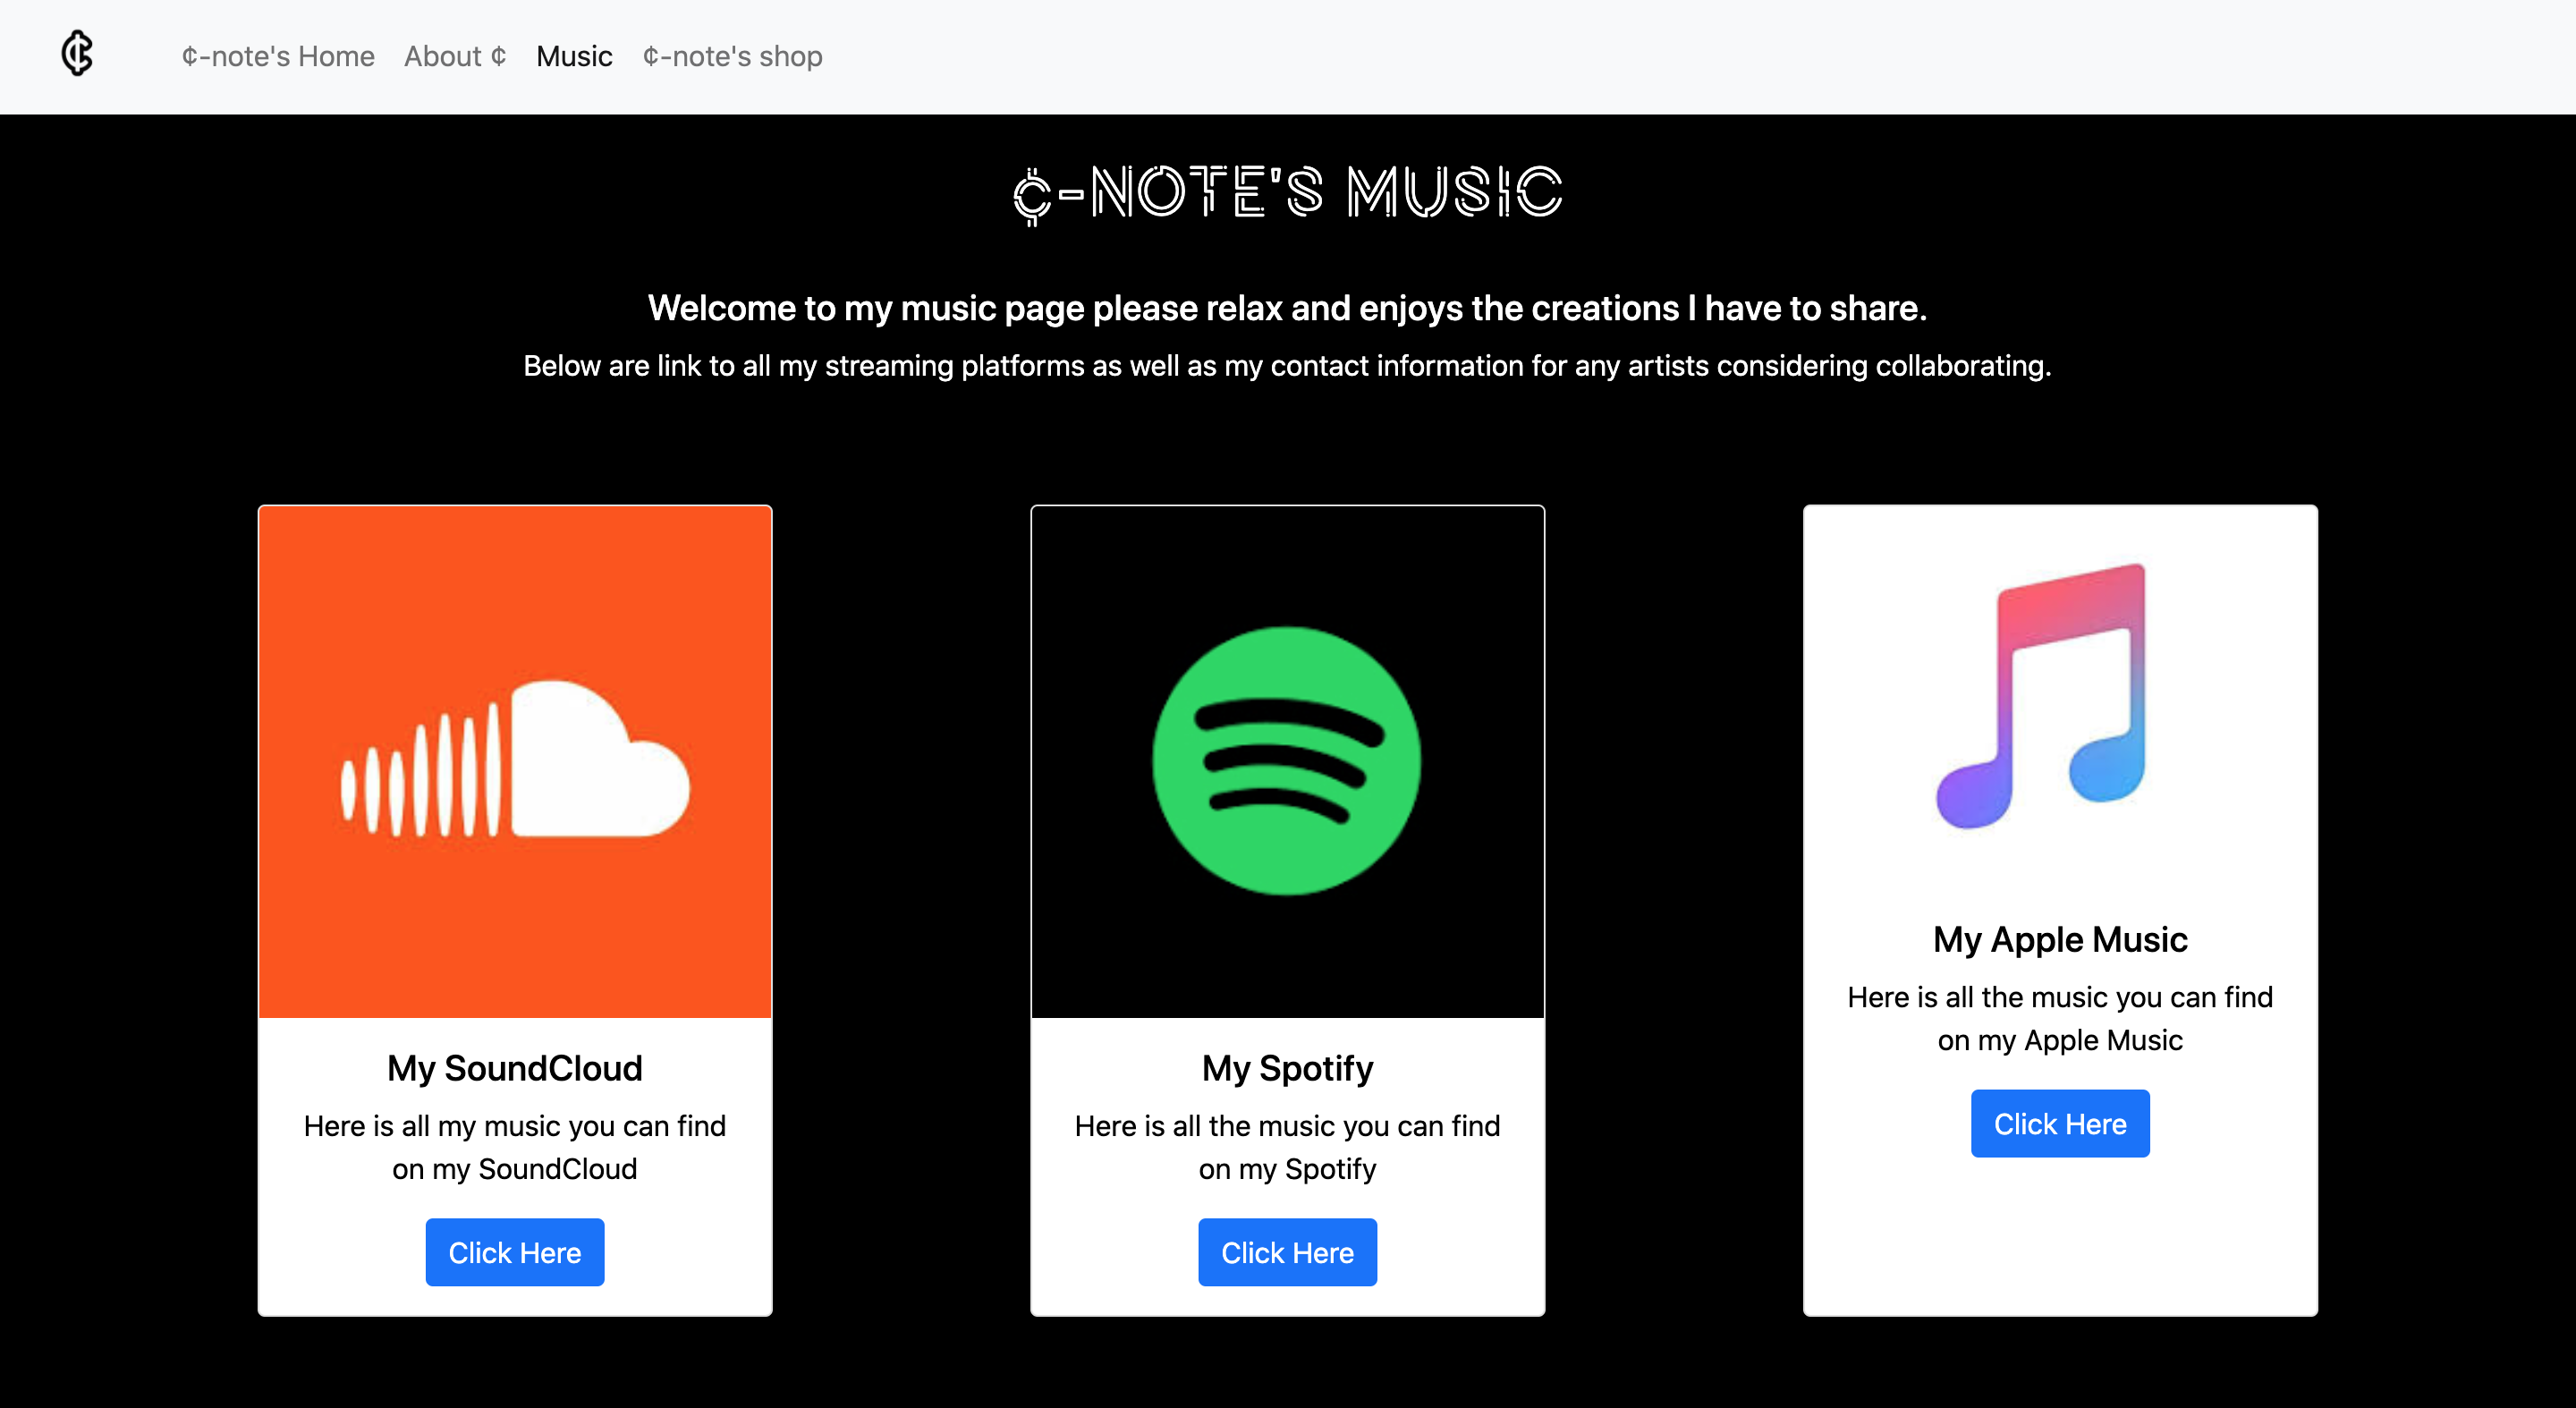 ¢-note's Home About ¢ Music ¢-note's shop
¢-NOTE'S MUSIC
Welcome to my music page please relax and enjoys the creations I have to share.
Below are link to all my streaming platforms as well as my contact information for any artists considering collaborating.
My SoundCloud
Here is all my music you can find
on my SoundCloud
Click Here
My Spotify
Here is all the music you can find
on my Spotify
Click Here
My Apple Music
Here is all the music you can find
on my Apple Music
Click Here